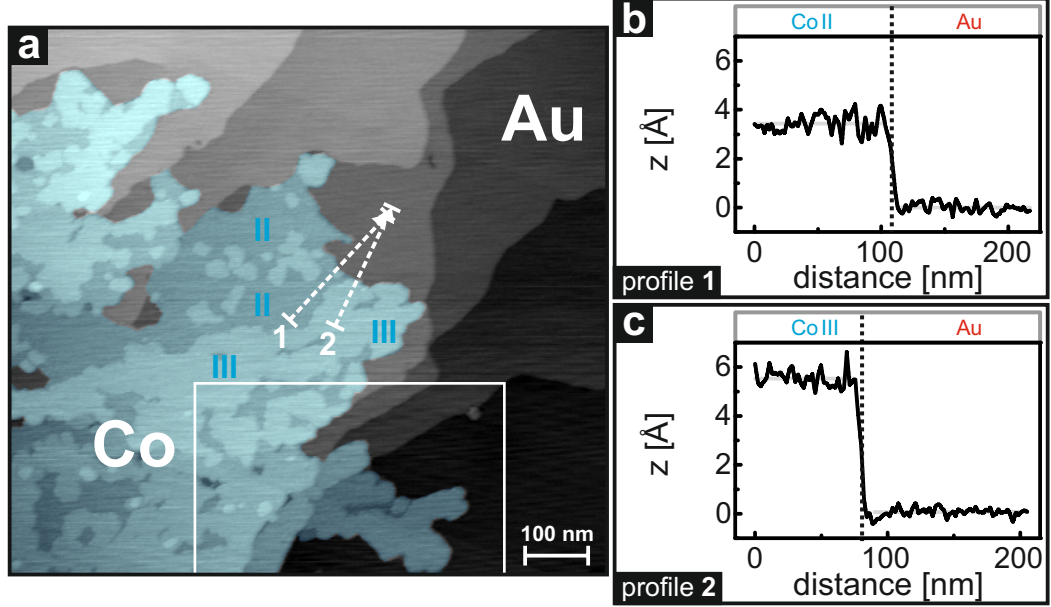 a
Au
II
II
1
2
III
III
Co
100 nm
b
Co II
Au
6
4
2
0
z [Å]
0
100
200
distance [nm]
profile 1
c
Co III
Au
6
4
2
0
z [Å]
0
100
200
distance [nm]
profile 2